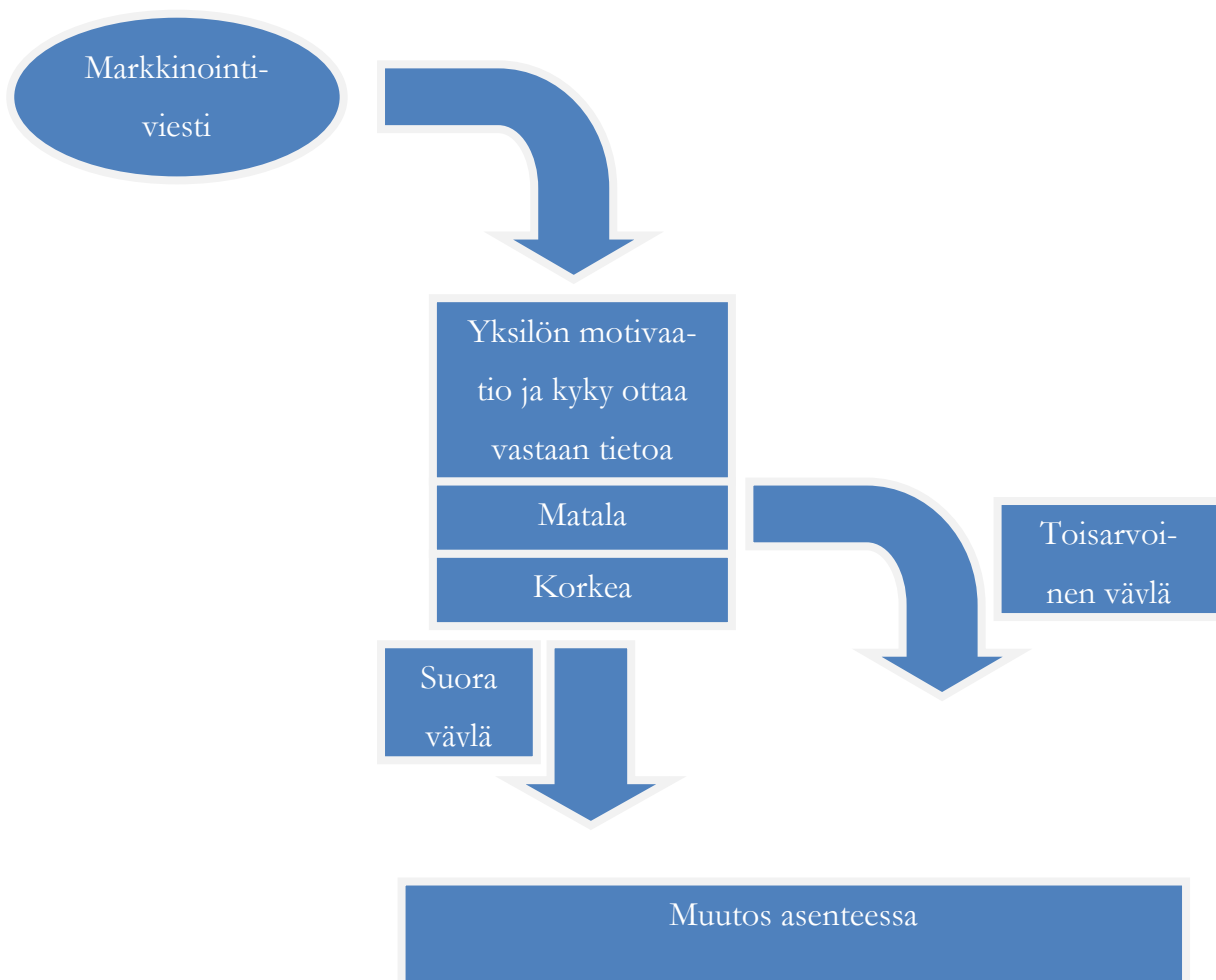 Markkinointi-
viesti
Yksilön motivaa-
tio ja kyky ottaa
vastaan tietoa
Matala
Korkea
Toisarvoi-
nen vävlä
Suora
vävlä
Muutos asenteessa